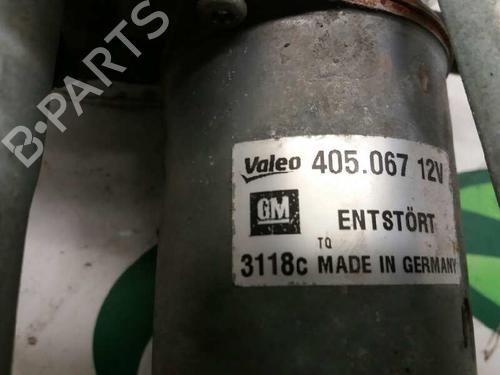 B-PARTS
Valeo 405.067 12V
GM ENTSTÖRT
TQ
3118c MADE IN GERMANY